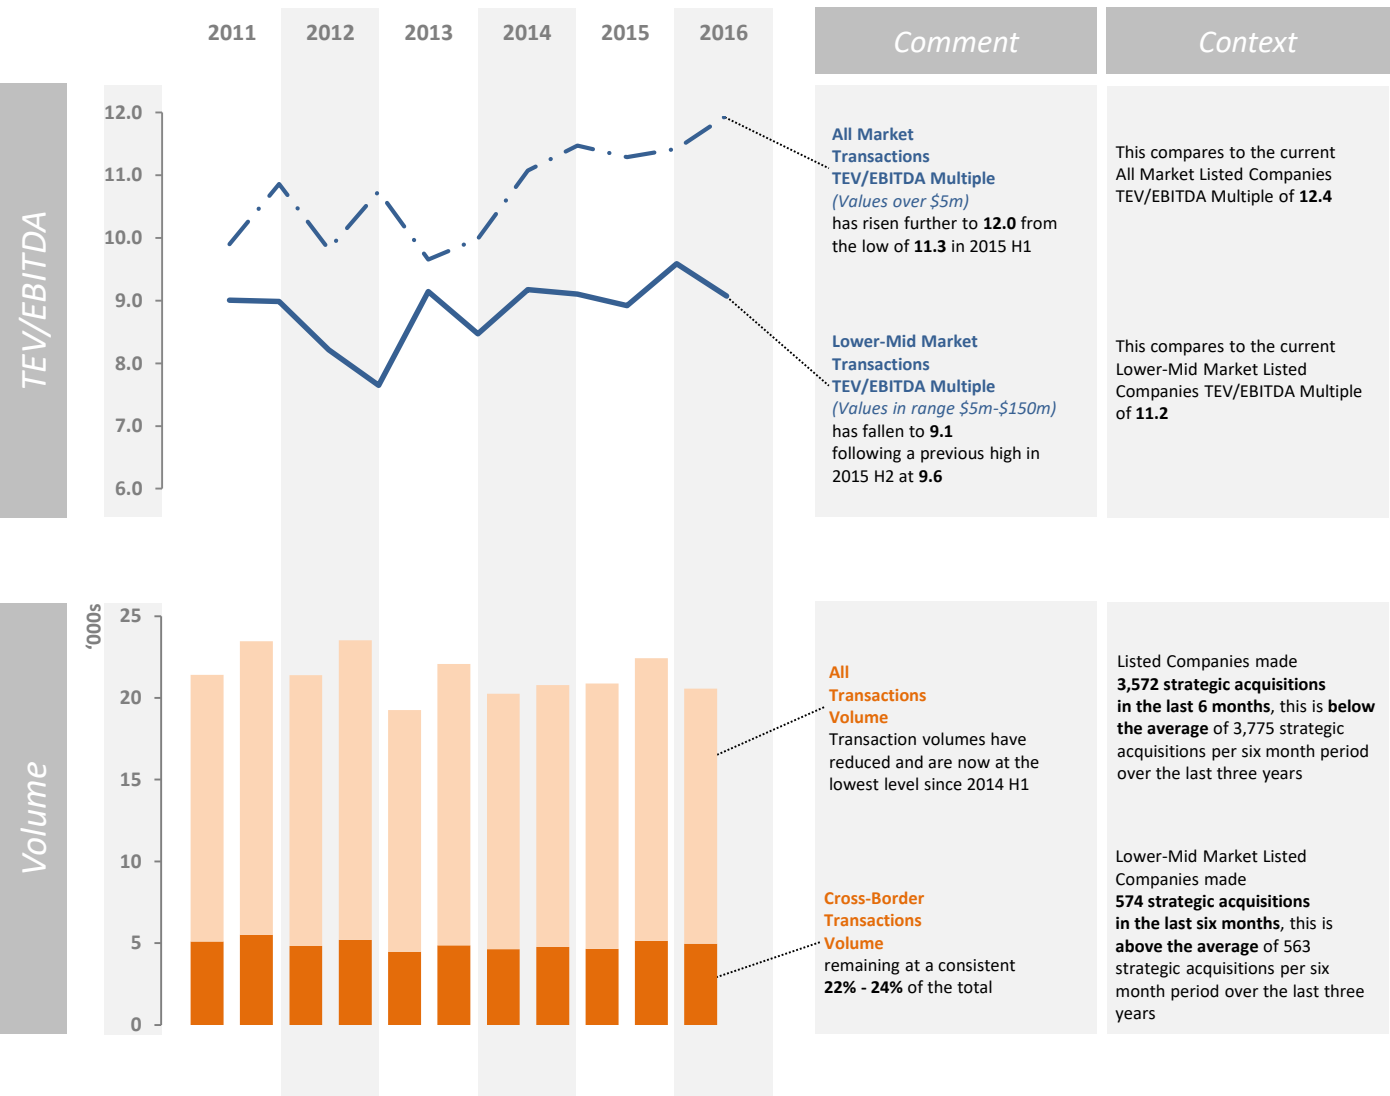 2011 2012 2013 2014 2015 2016
Comment
Context
TEV/EBITDA
12.0
11.0
10.0
9.0
8.0
7.0
6.0
All Market
Transactions
TEV/EBITDA Multiple
(Values over $5m)
has risen further to 12.0 from
the low of 11.3 in 2015 H1
This compares to the current
All Market Listed Companies
TEV/EBITDA Multiple of 12.4
Lower-Mid Market
Transactions
TEV/EBITDA Multiple
(Values in range $5m-$150m)
has fallen to 9.1
following a previous high in
2015 H2 at 9.6
This compares to the current
Lower-Mid Market Listed
Companies TEV/EBITDA Multiple
of 11.2
Volume
'000s
25
20
15
10
5
0
All
Transactions
Volume
Transaction volumes have
reduced and are now at the
lowest level since 2014 H1
Listed Companies made
3,572 strategic acquisitions
in the last 6 months, this is below
the average of 3,775 strategic
acquisitions per six month period
over the last three years
Cross-Border
Transactions
Volume
remaining at a consistent
22% - 24% of the total
Lower-Mid Market Listed
Companies made
574 strategic acquisitions
in the last six months, this is
above the average of 563
strategic acquisitions per six
month period over the last three
years